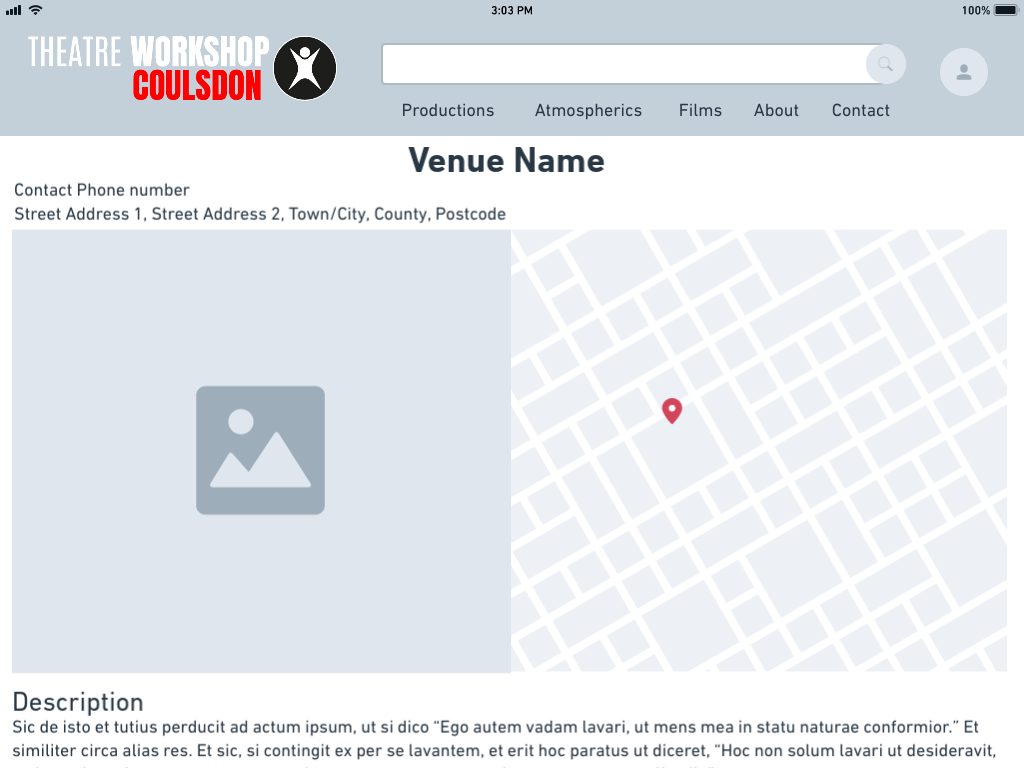 3:03 PM
100%
THEATRE WORKSHOP
COULSDON
Productions Atmospherics Films About Contact
Venue Name
Contact Phone number
Street Address 1, Street Address 2, Town/City, County, Postcode
Description
Sic de isto et tutius perducit ad actum ipsum, ut si dico “Ego autem vadam lavari, ut mens mea in statu naturae conformior.” Et
similiter circa alias res. Et sic, si contingit ex per se lavantem, et erit hoc paratus ut diceret, “Hoc non solum lavari ut desideravit,